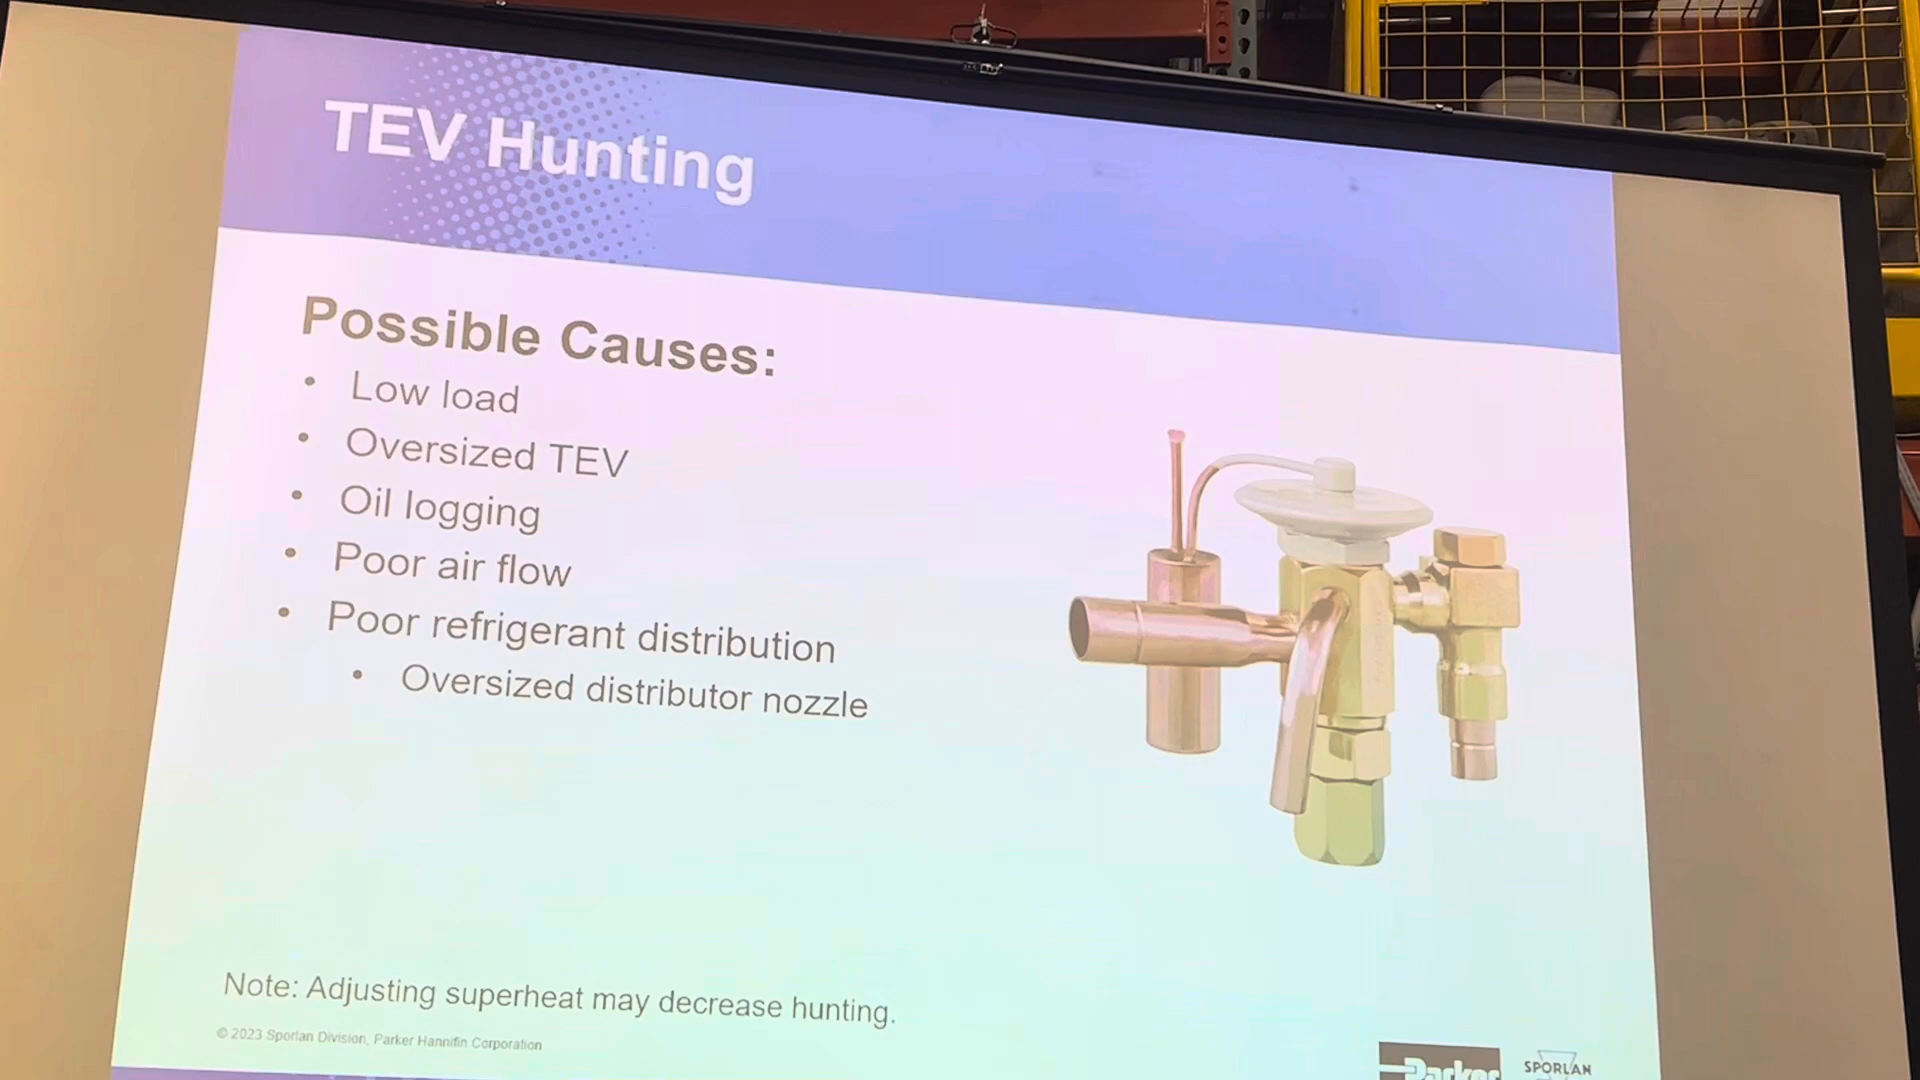 TEV Hunting
Possible Causes:
• Low load
• Oversized TEV
• Oil logging
• Poor air flow
• Poor refrigerant distribution
• Oversized distributor nozzle
Note: Adjusting superheat may decrease hunting.
© 2023 Sporlan Division, Parker Hannifin Corporation
Parker
SPORLAN